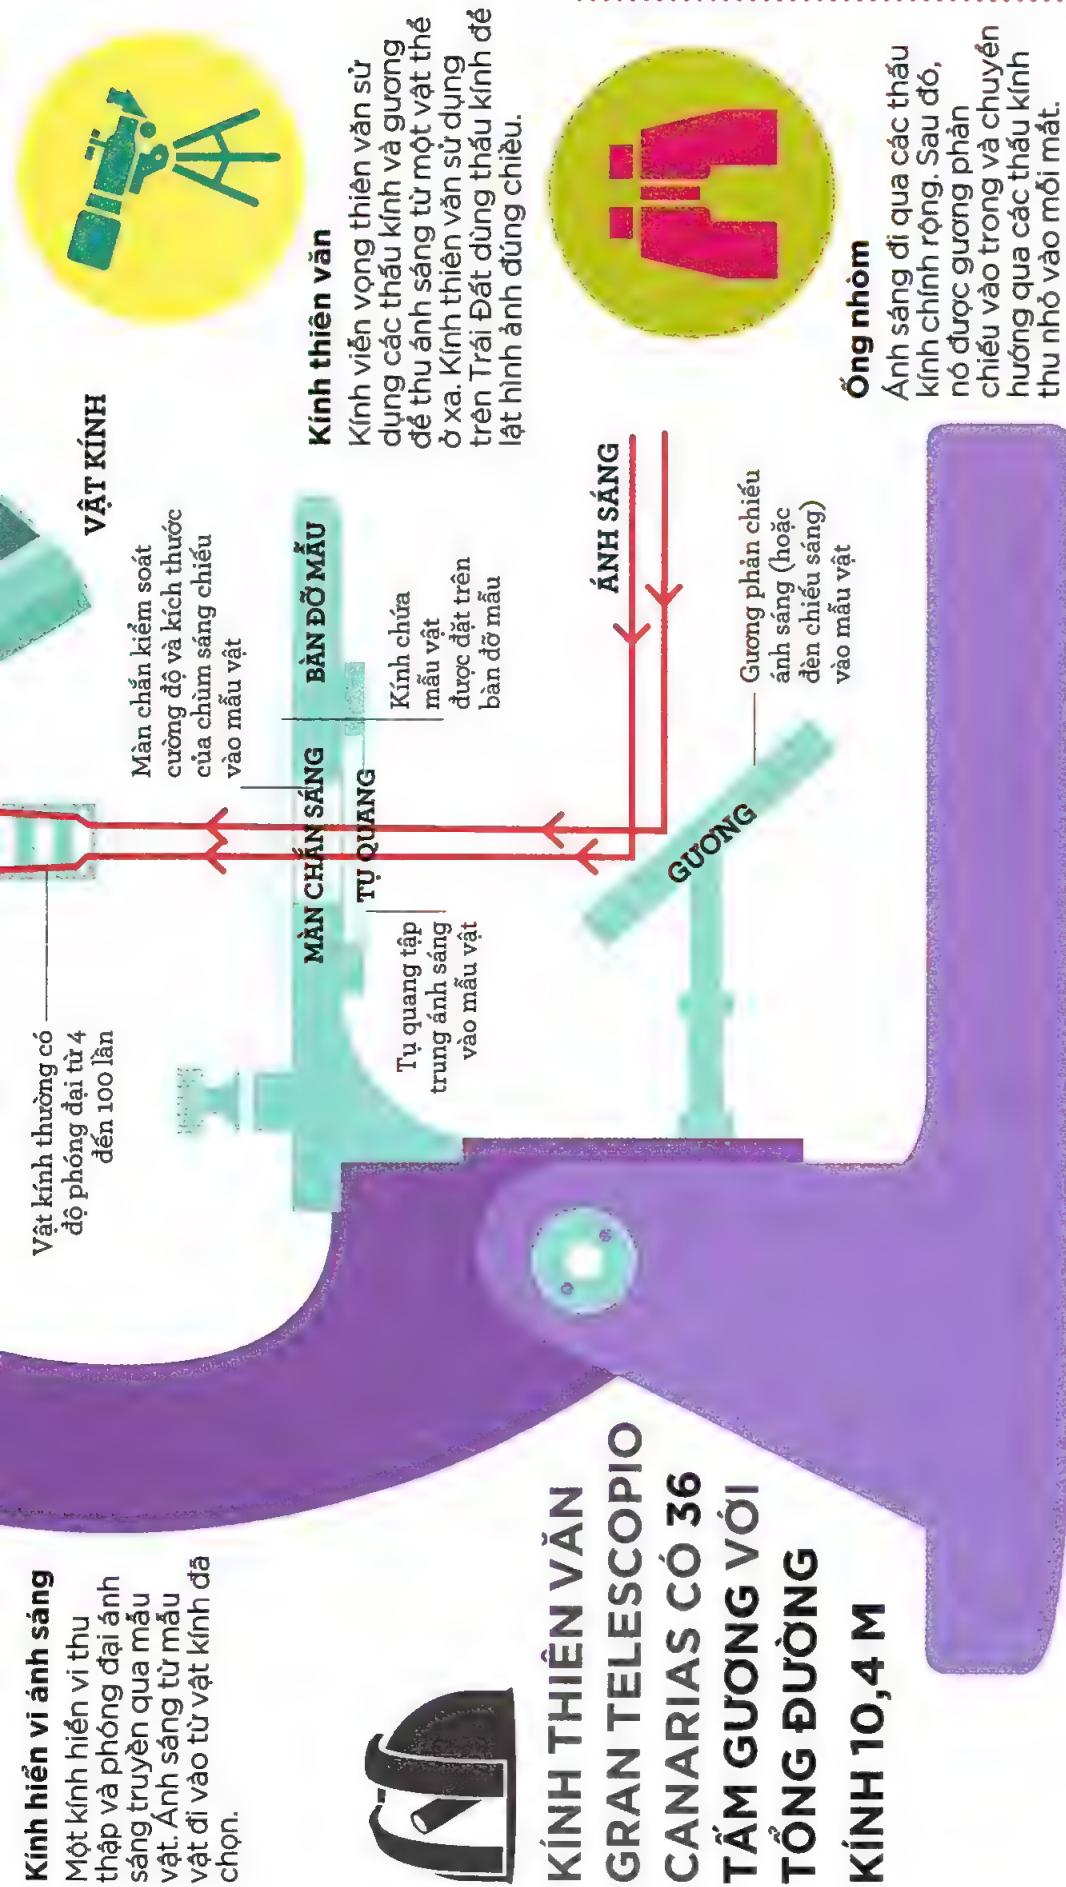 Kính hiển vi ánh sáng
Một kính hiển vi thu
thập và phóng đại ánh
sáng truyền qua mẫu
vật. Ánh sáng từ mẫu
vật đi vào từ vật kính đã
chọn.
KÍNH THIÊN VĂN
GRAN TELESCOPIO
CANARIAS CÓ 36
TẤM GƯƠNG VỚI
TỔNG ĐƯỜNG
KÍNH 10,4 M
Vật kính thường có
độ phóng đại từ 4
đến 100 lần
VẬT KÍNH
Màn chắn kiểm soát
cường độ và kích thước
của chùm sáng chiếu
vào mẫu vật
MÀN CHẮN SÁNG
BÀN ĐỠ MẪU
TỤ QUANG
Tụ quang tập
trung ánh sáng
vào mẫu vật
Kính chứa
mẫu vật
được đặt trên
bàn đỡ mẫu
ÁNH SÁNG
GƯƠNG
Gương phản chiếu
ánh sáng (hoặc
đèn chiếu sáng)
vào mẫu vật
Kính thiên văn
Kính viễn vọng thiên văn sử
dụng các thấu kính và gương
để thu ánh sáng từ một vật thể
ở xa. Kính thiên văn sử dụng
trên Trái Đất dùng thấu kính để
lật hình ảnh đúng chiều.
Ống nhòm
Ánh sáng đi qua các thấu
kính chính rộng. Sau đó,
nó được gương phản
chiếu vào trong và chuyển
hướng qua các thấu kính
thu nhỏ vào mỗi mắt.